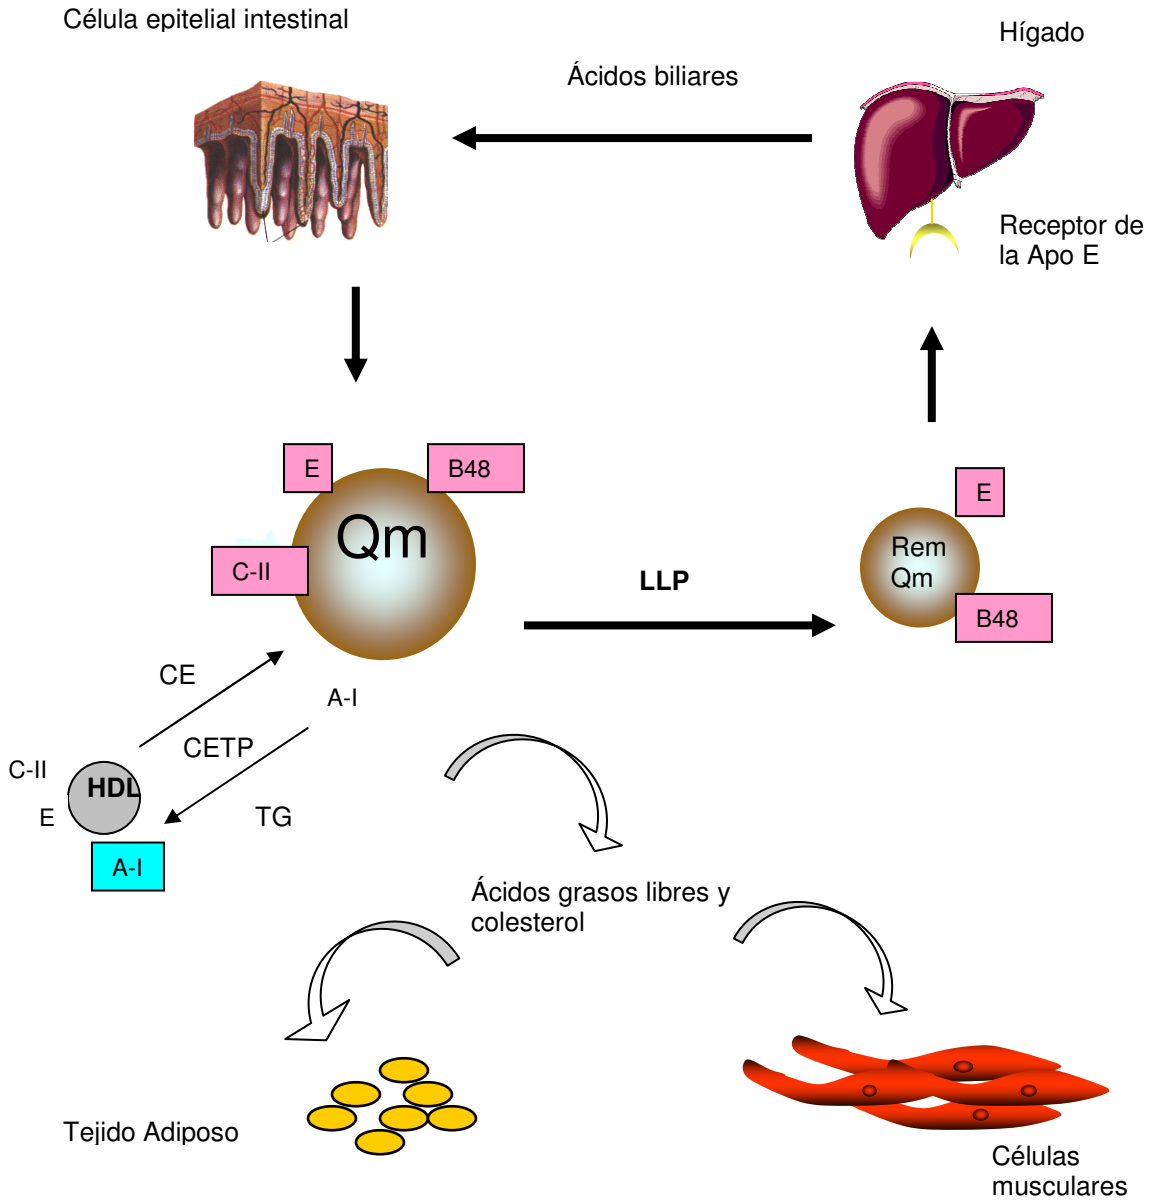 Célula epitelial intestinal
Hígado
Ácidos biliares
Receptor de
la Apo E
E
B48
Qm
C-II
E
Rem
Qm
B48
LLP
CE
A-I
CETP
C-II
HDL
E
TG
A-I
Ácidos grasos libres y
colesterol
Tejido Adiposo
Células
musculares